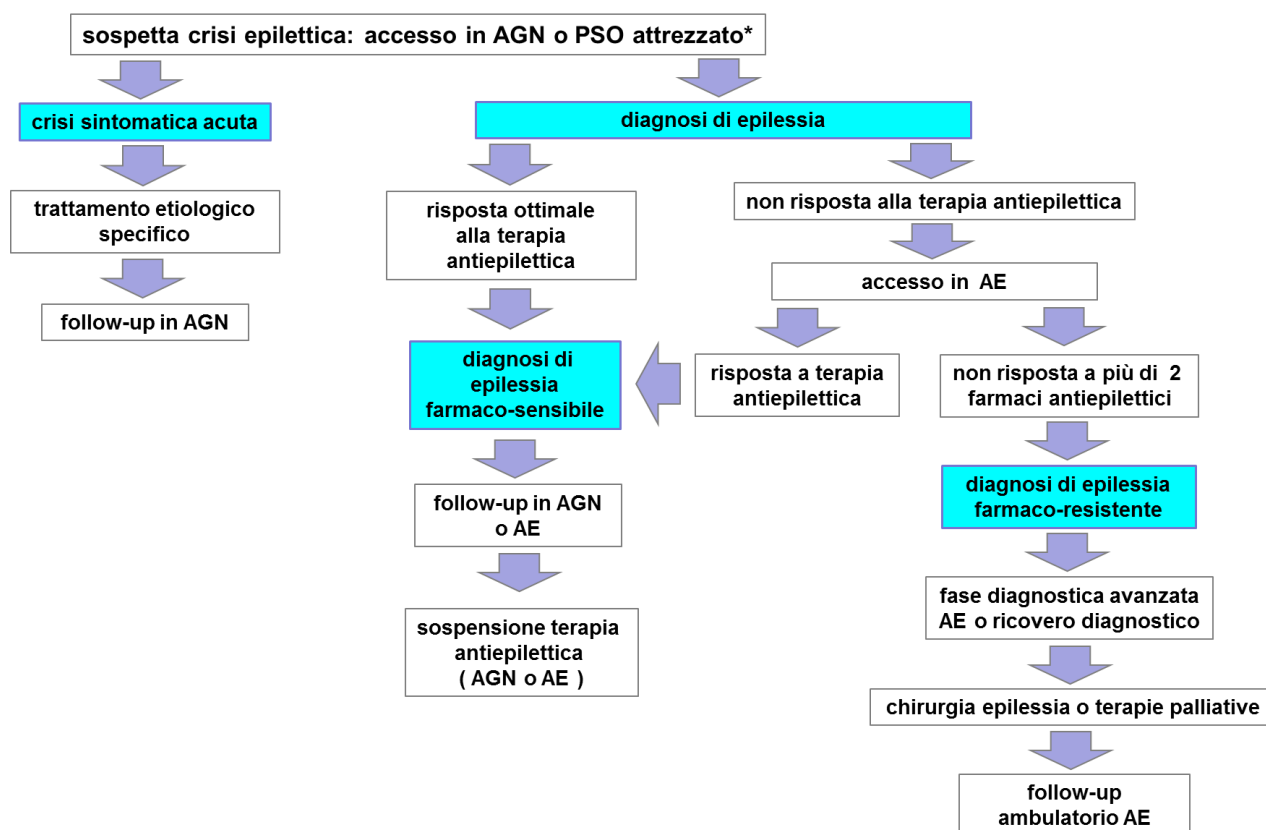 sospetta crisi epilettica: accesso in AGN o PSO attrezzato*
crisi sintomatica acuta
diagnosi di epilessia
trattamento etiologico
specifico
risposta ottimale
alla terapia
antiepilettica
non risposta alla terapia antiepilettica
accesso in AE
follow-up in AGN
diagnosi di
epilessia
farmaco-sensibile
risposta a terapia
antiepilettica
non risposta a più di 2
farmaci antiepilettici
follow-up in AGN
o AE
diagnosi di epilessia
farmaco-resistente
sospensione terapia
antiepilettica
( AGN o AE )
fase diagnostica avanzata
AE o ricovero diagnostico
chirurgia epilessia o terapie palliative
follow-up
ambulatorio AE